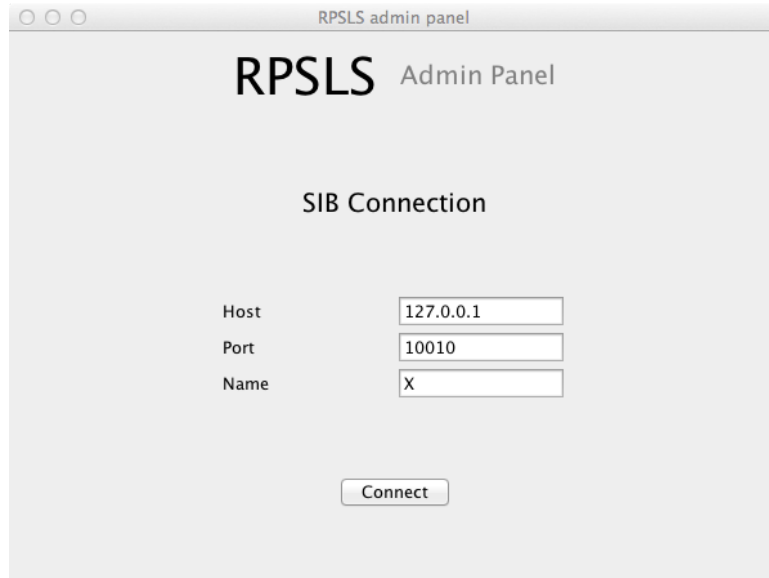 RPSLS admin panel
RPSLS Admin Panel
SIB Connection
Host 127.0.0.1
Port 10010
Name X
Connect